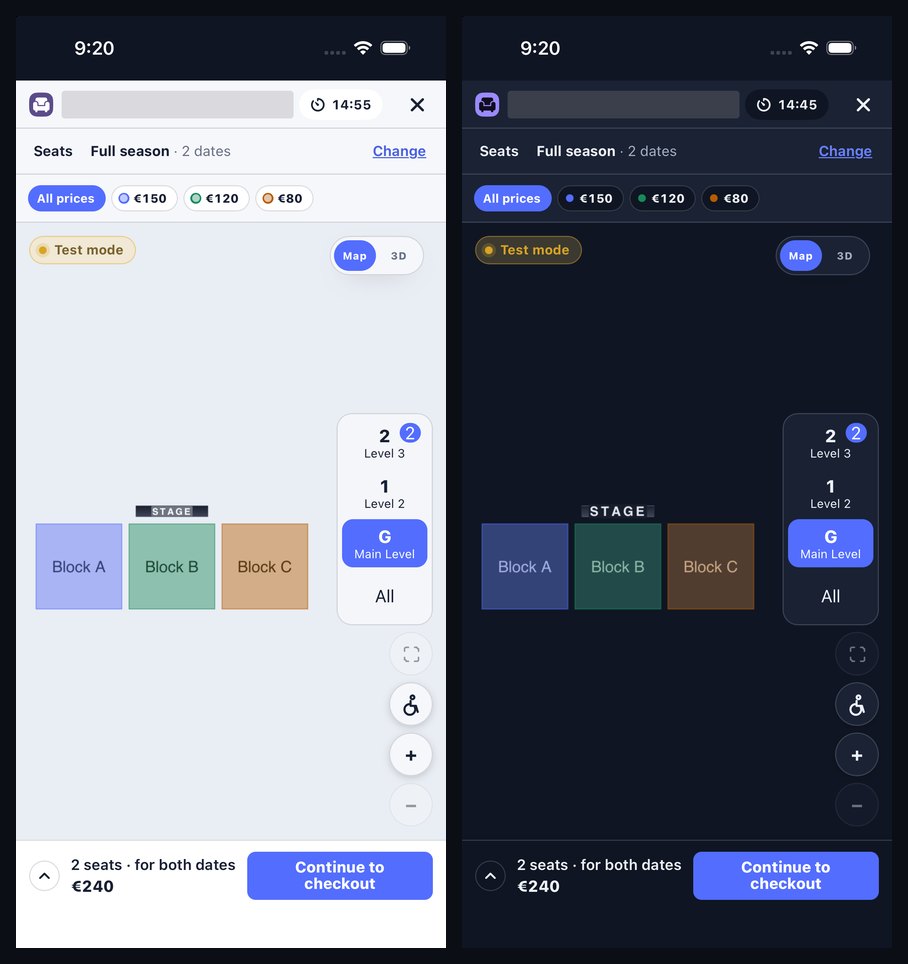 9:20
14:55
Seats Full season · 2 dates Change
All prices €150 €120 €80
Test mode
Map 3D
2 2
Level 3
1
Level 2
G
Main Level
All
STAGE
Block A Block B Block C
2 seats · for both dates
€240
Continue to
checkout
9:20
14:45
Seats Full season · 2 dates Change
All prices €150 €120 €80
Test mode
Map 3D
2 2
Level 3
1
Level 2
G
Main Level
All
STAGE
Block A Block B Block C
2 seats · for both dates
€240
Continue to
checkout